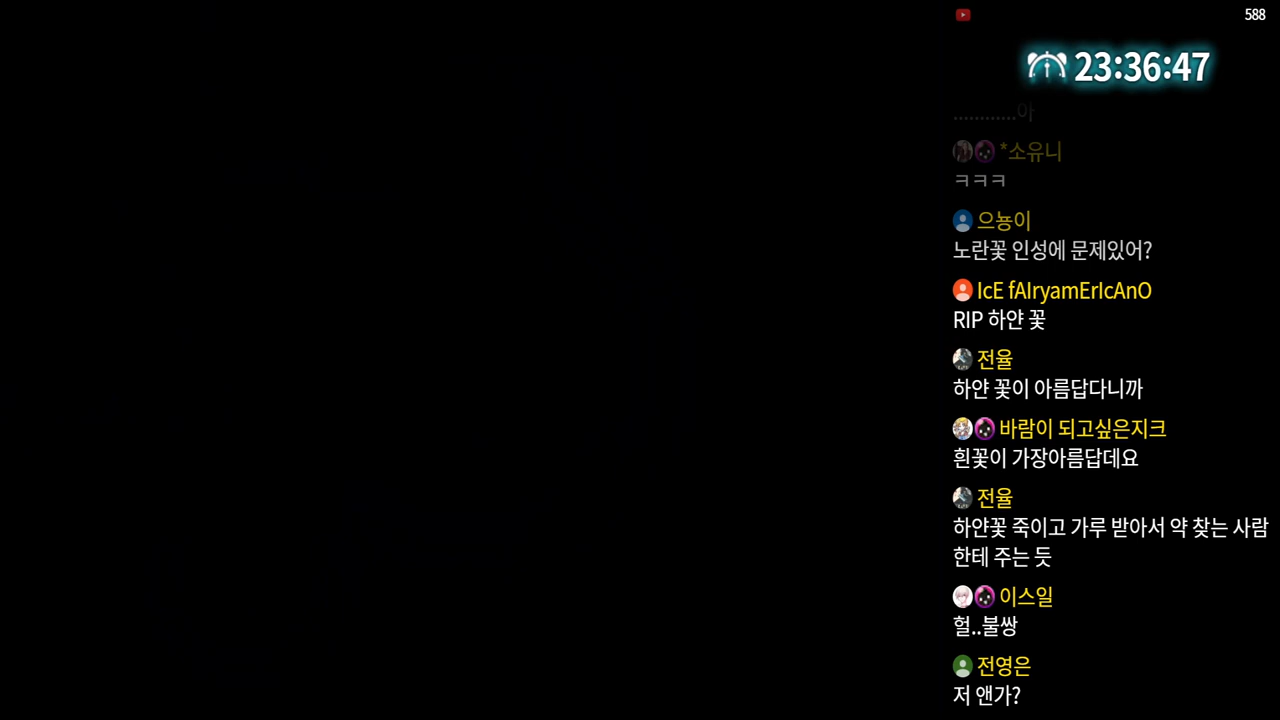 588
23:36:47
............아
*소유니
ㅋㅋㅋ
으뇽이
노란꽃 인성에 문제있어?
IcE fAIryamErIcAnO
RIP 하얀 꽃
전율
하얀 꽃이 아름답다니까
바람이 되고싶은지크
흰꽃이 가장아름답데요
전율
하얀꽃 죽이고 가루 받아서 약 찾는 사람
한테 주는 듯
이스일
헐..불쌍
전영은
저 앤가?